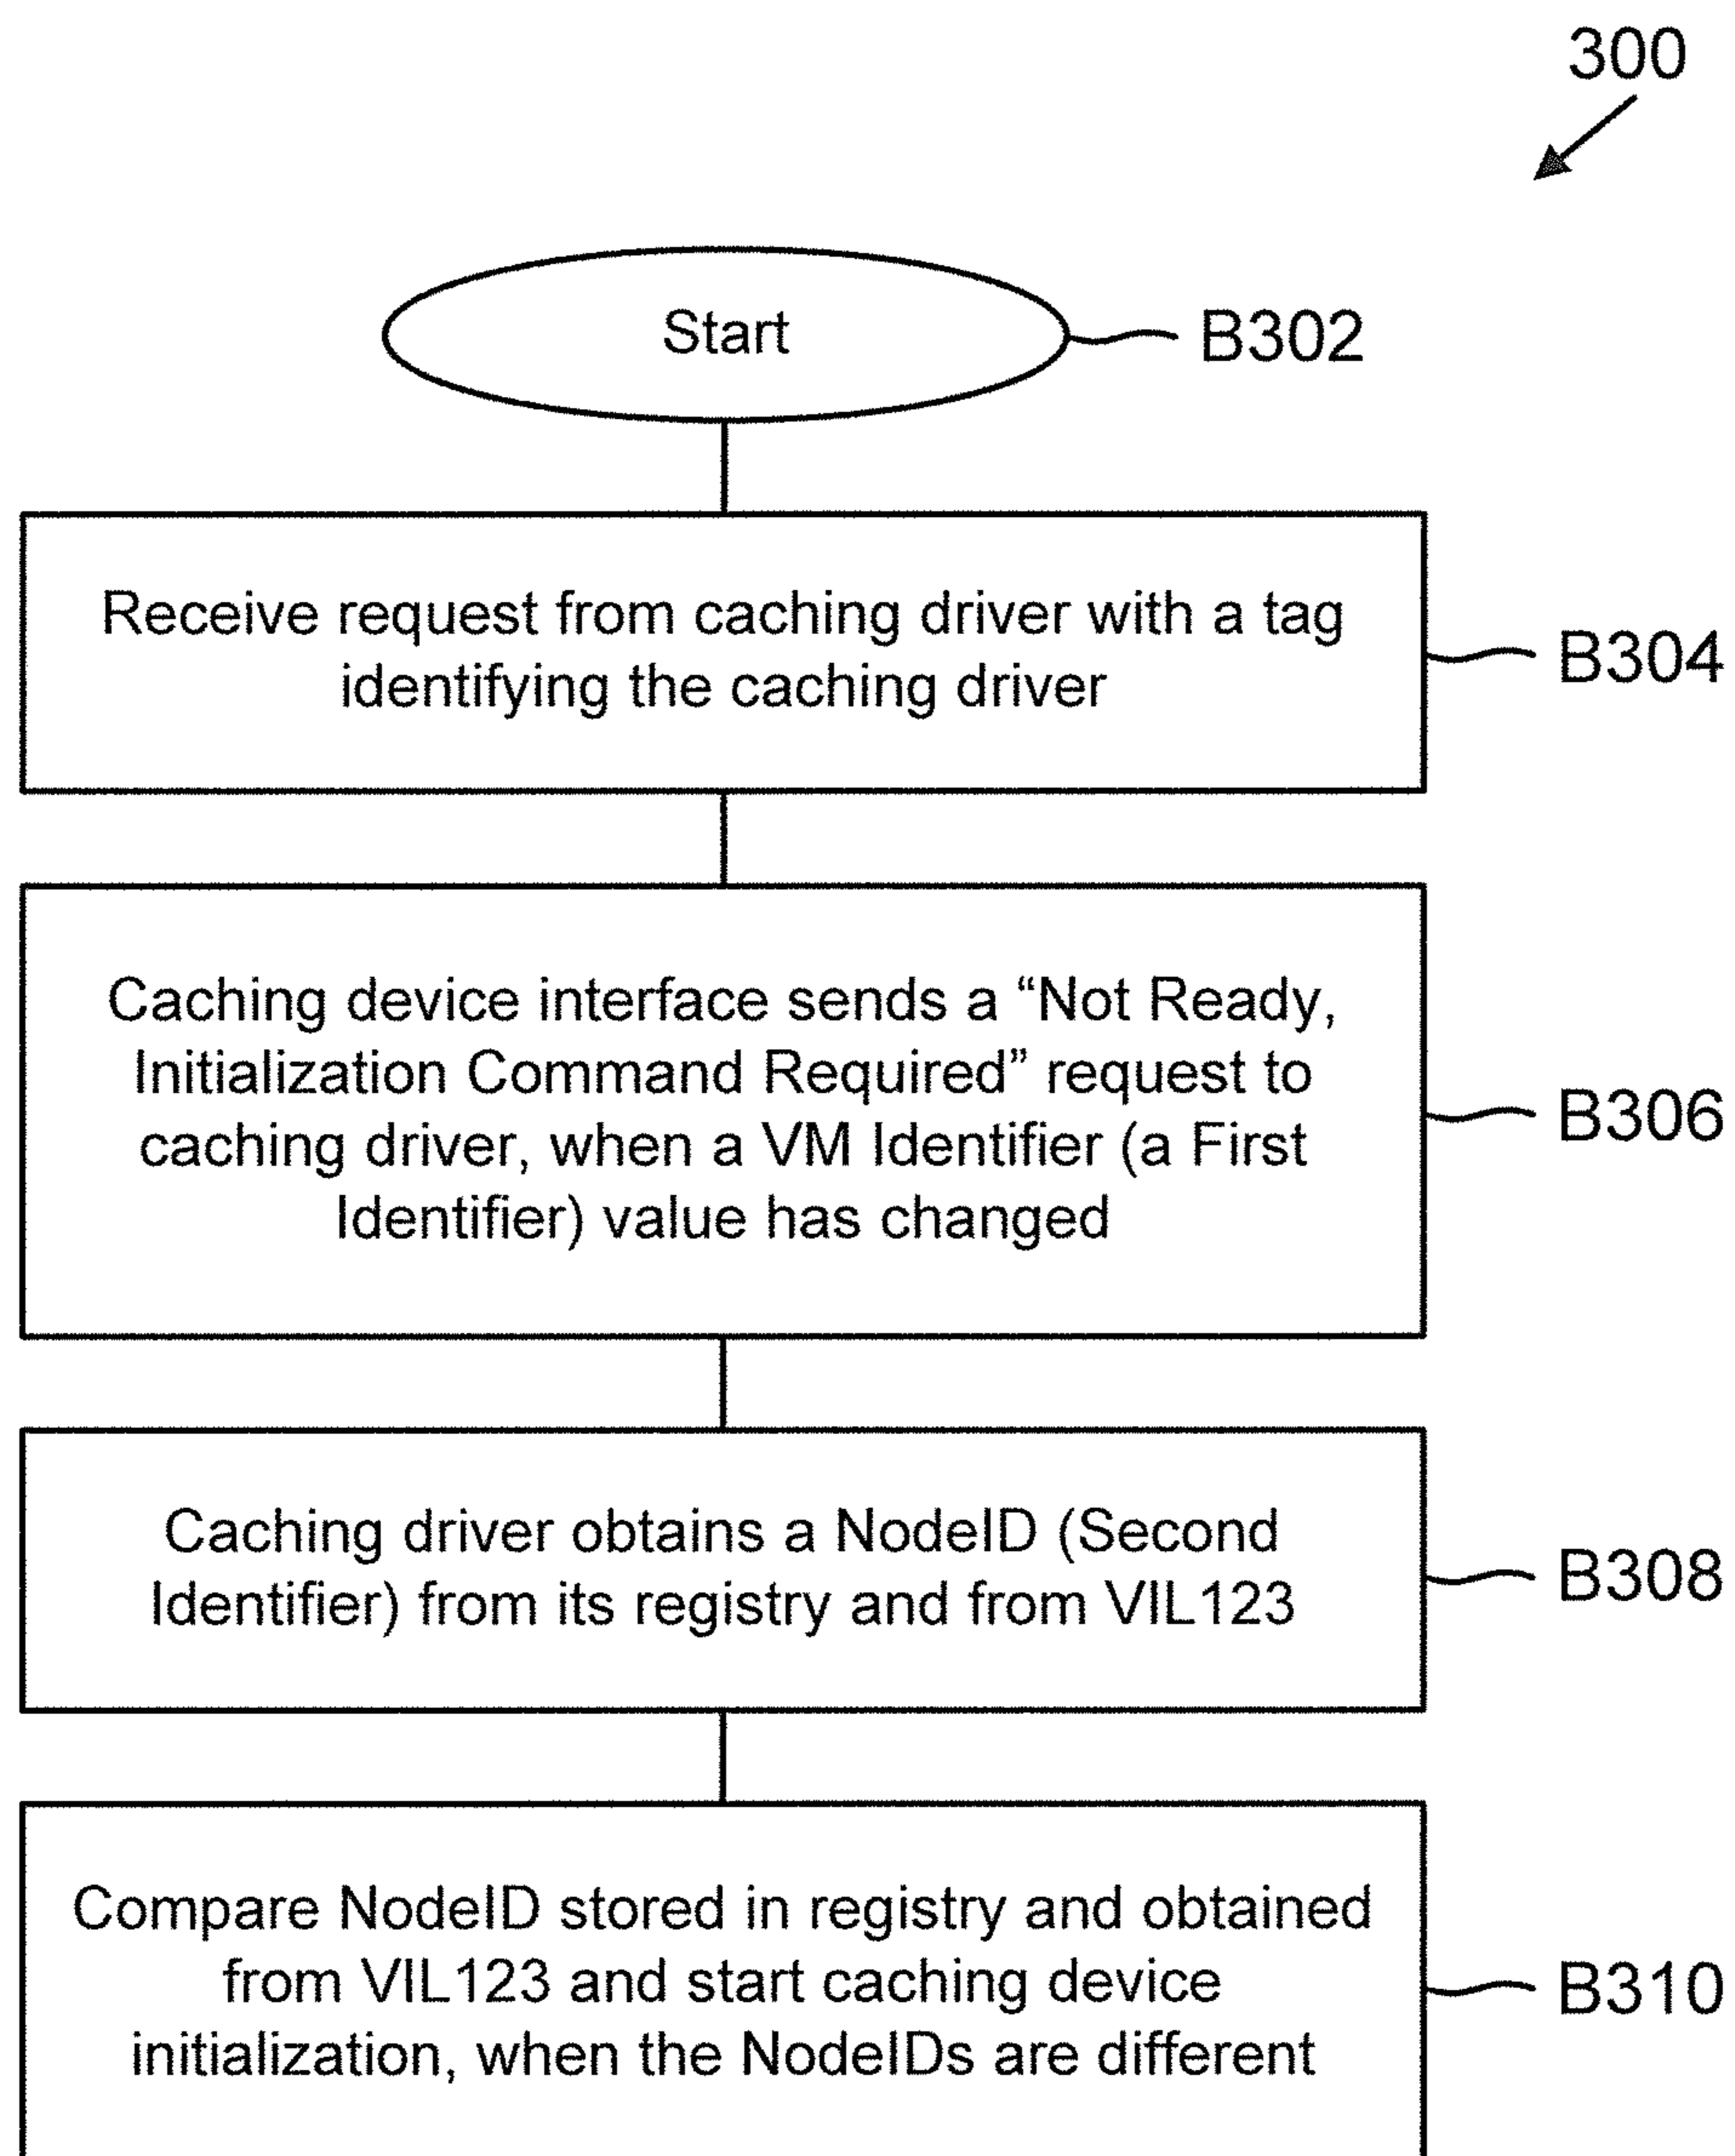 300
Start
B302
Receive request from caching driver with a tag
identifying the caching driver
B304
Caching device interface sends a “Not Ready,
Initialization Command Required” request to
caching driver, when a VM Identifier (a First
Identifier) value has changed
B306
Caching driver obtains a NodeID (Second
Identifier) from its registry and from VIL123
B308
Compare NodeID stored in registry and obtained
from VIL123 and start caching device
initialization, when the NodeIDs are different
B310